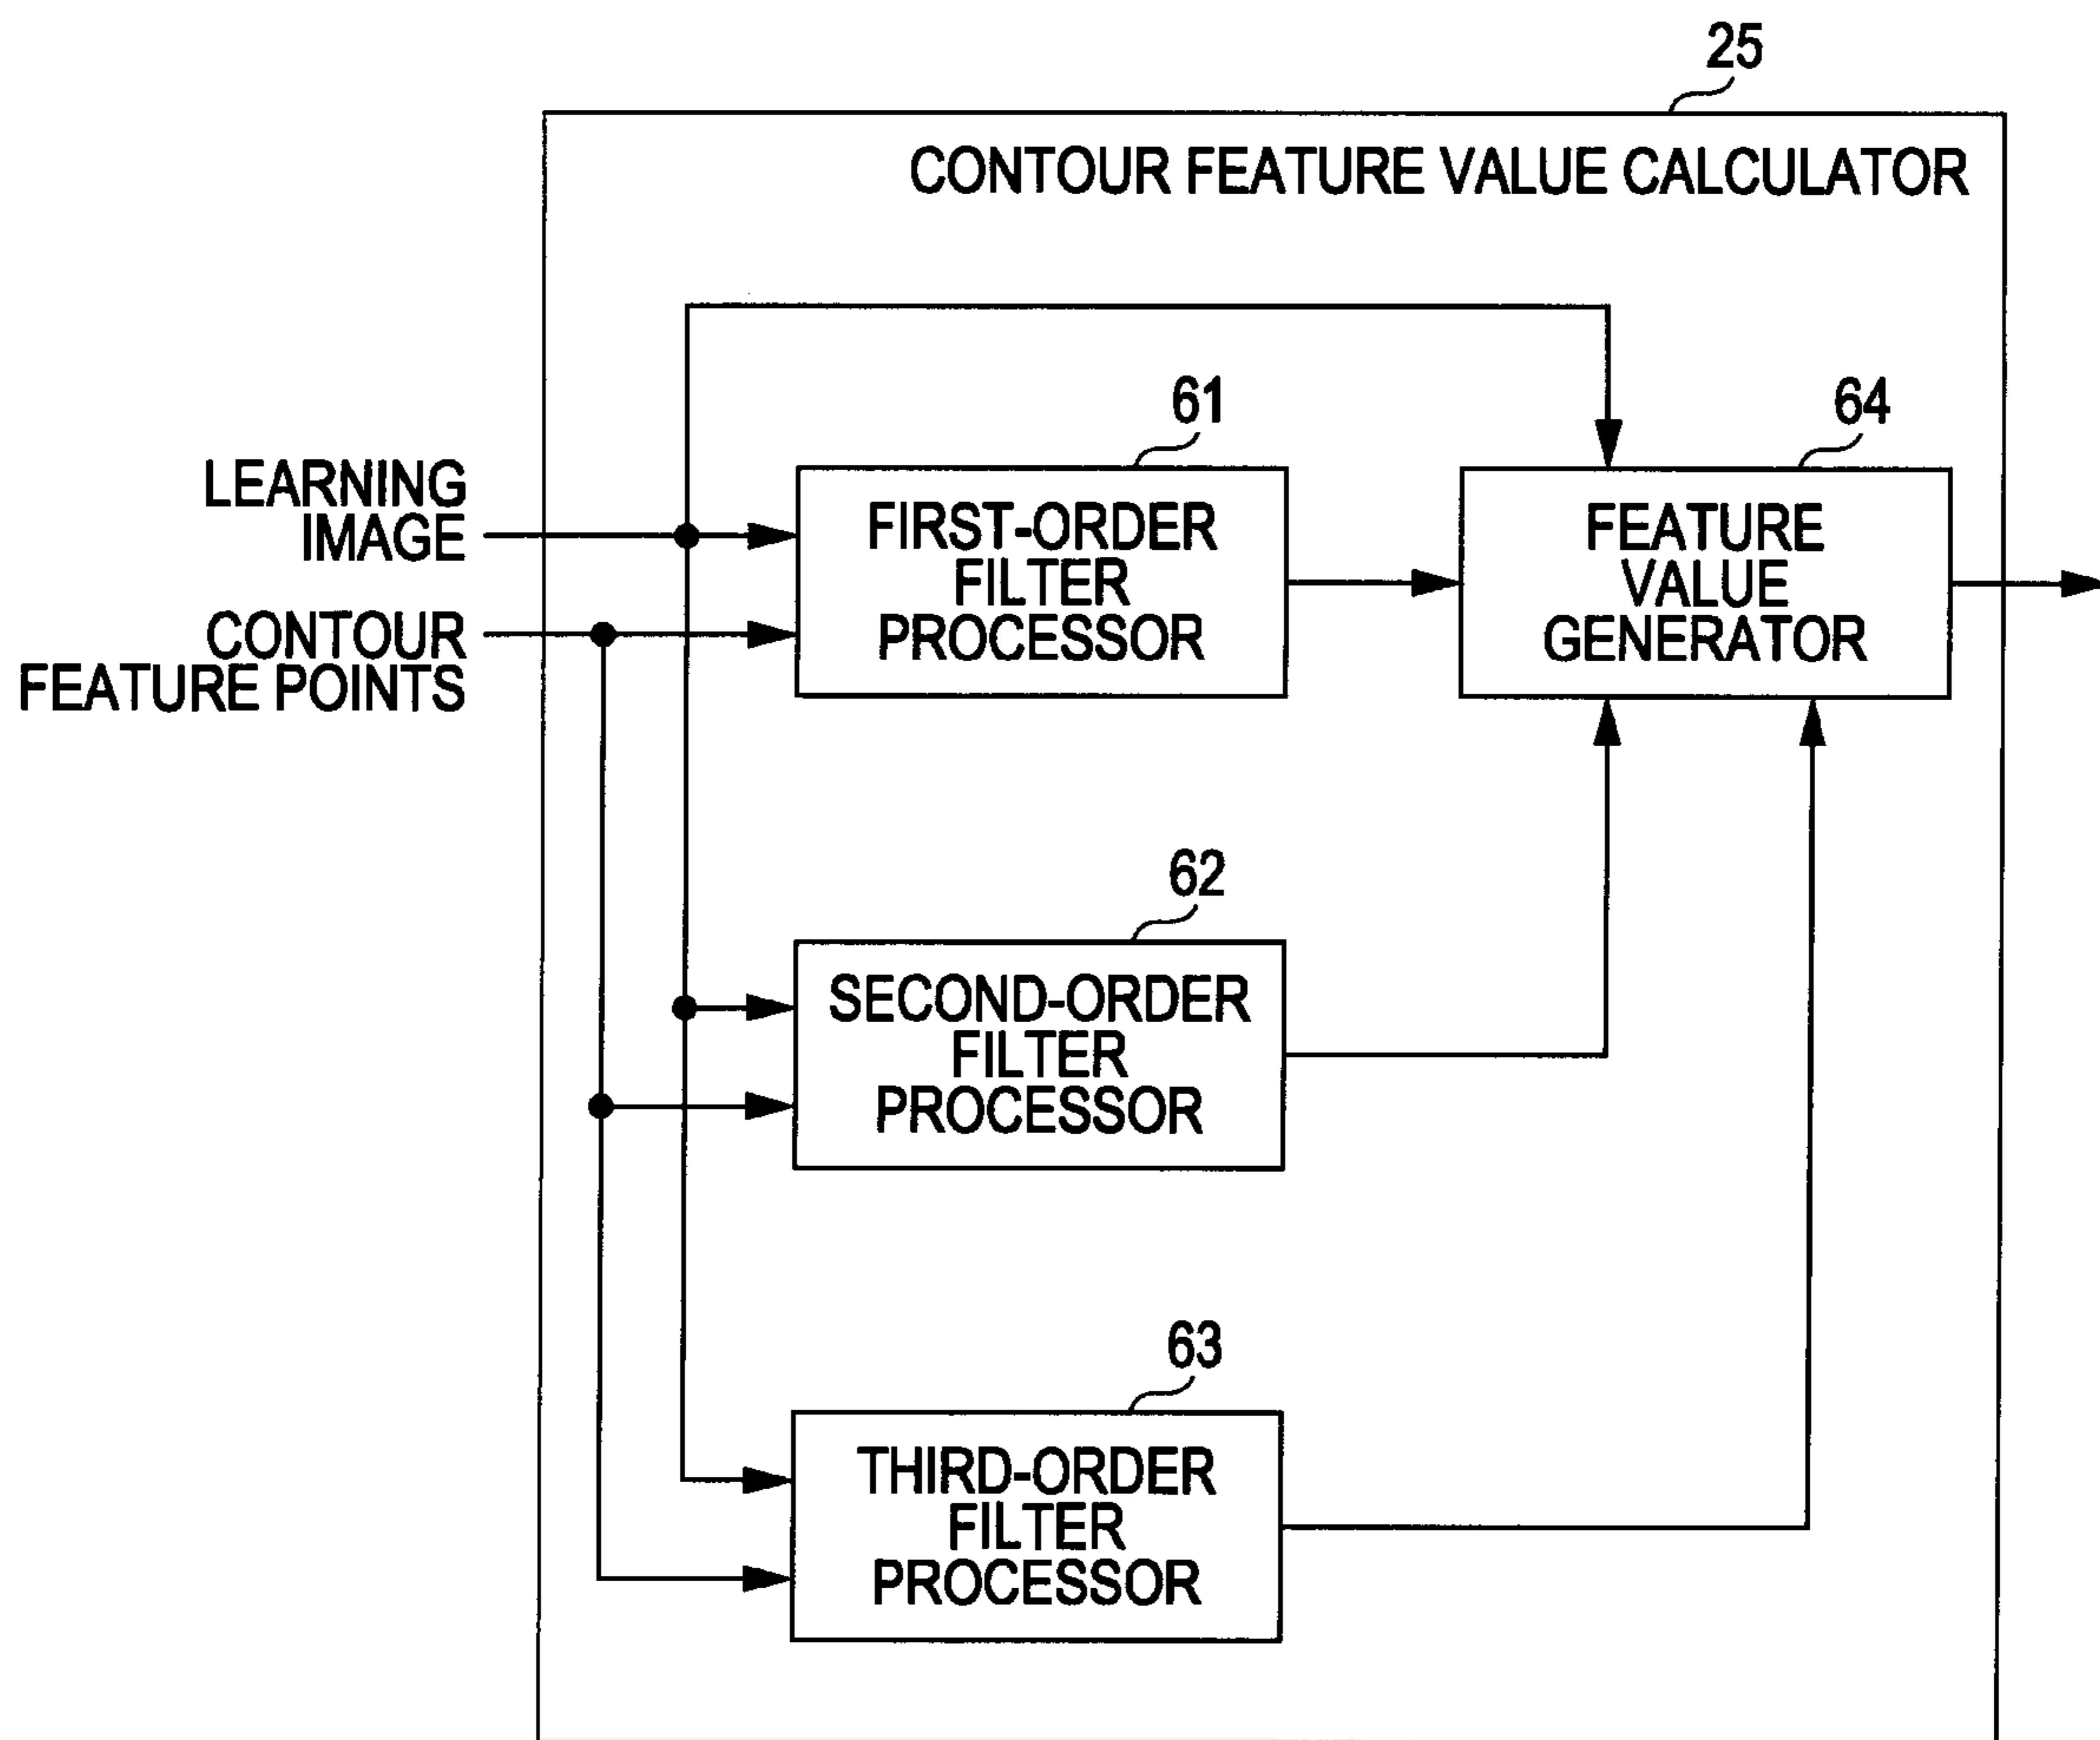 25
CONTOUR FEATURE VALUE CALCULATOR
61
64
LEARNING
IMAGE
FIRST-ORDER
FILTER
PROCESSOR
FEATURE
VALUE
GENERATOR
CONTOUR
FEATURE POINTS
62
SECOND-ORDER
FILTER
PROCESSOR
63
THIRD-ORDER
FILTER
PROCESSOR